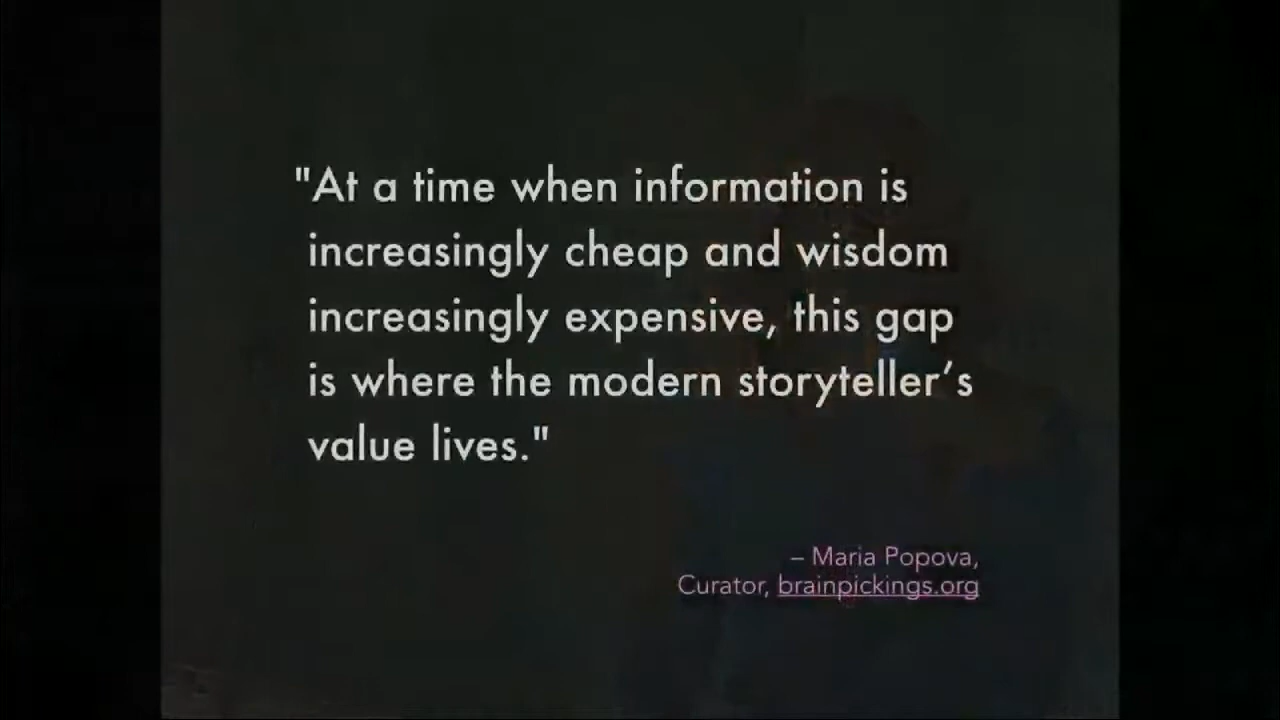 "At a time when information is
increasingly cheap and wisdom
increasingly expensive, this gap
is where the modern storyteller’s
value lives."
– Maria Popova,
Curator, brainpickings.org